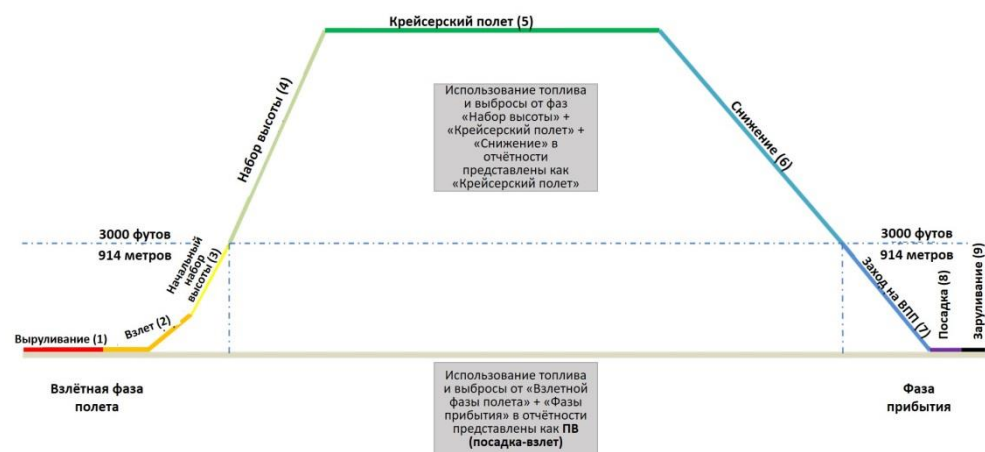 Крейсерский полет (5)
Набор высоты (4)
Использование топлива
и выбросы от фаз
«Набор высоты» +
«Крейсерский полет» +
«Снижение» в
отчётности
представлены как
«Крейсерский полет»
Снижение (6)
3000 футов
914 метров
Начальный
набор
высоты (3)
3000 футов
914 метров
Взлет (2)
Выруливание (1)
Заход на ВПП (7)
Посадка (8)
Заруливание (9)
Взлётная фаза
полета
Использование топлива
и выбросы от «Взлетной
фазы полета» + «Фазы
прибытия» в отчётности
представлены как ПВ
(посадка-взлет)
Фаза
прибытия